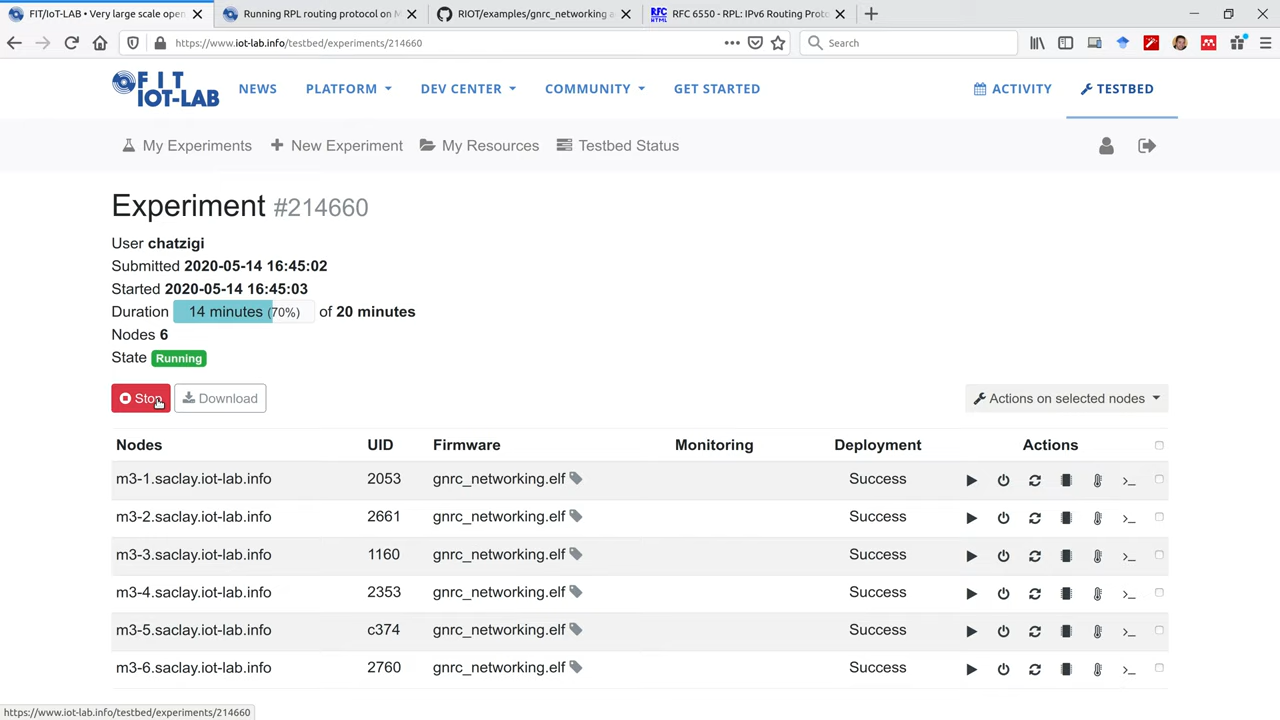 FIT/IoT-LAB • Very large scale open
Running RPL routing protocol on M
RIOT/examples/gnrc_networking a
RFC HTML
RFC 6550 - RPL: IPv6 Routing Proto
https://www.iot-lab.info/testbed/experiments/214660
Search
FIT IOT-LAB
NEWS
PLATFORM
DEV CENTER
COMMUNITY
GET STARTED
ACTIVITY
TESTBED
My Experiments
New Experiment
My Resources
Testbed Status
Experiment #214660
User chatzigi
Submitted 2020-05-14 16:45:02
Started 2020-05-14 16:45:03
Duration 14 minutes (70%) of 20 minutes
Nodes 6
State Running
Stop
Download
Actions on selected nodes
Nodes UID Firmware Monitoring Deployment Actions
m3-1.saclay.iot-lab.info 2053 gnrc_networking.elf Success
m3-2.saclay.iot-lab.info 2661 gnrc_networking.elf Success
m3-3.saclay.iot-lab.info 1160 gnrc_networking.elf Success
m3-4.saclay.iot-lab.info 2353 gnrc_networking.elf Success
m3-5.saclay.iot-lab.info c374 gnrc_networking.elf Success
m3-6.saclay.iot-lab.info 2760 gnrc_networking.elf Success
https://www.iot-lab.info/testbed/experiments/214660